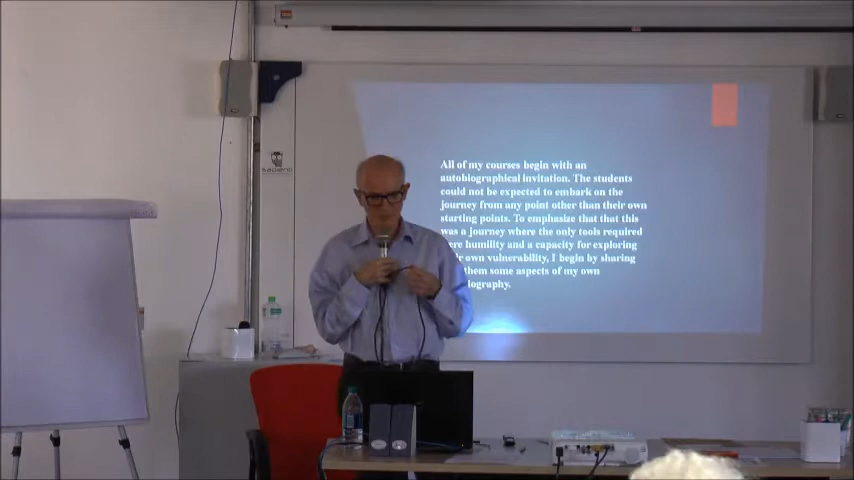 sapienti
All of my courses begin with an
autobiographical invitation. The students
could not be expected to embark on the
journey from any point other than their own
starting points. To emphasize that that this
was a journey where the only tools required
were humility and a capacity for exploring
own vulnerability, I begin by sharing
them some aspects of my own